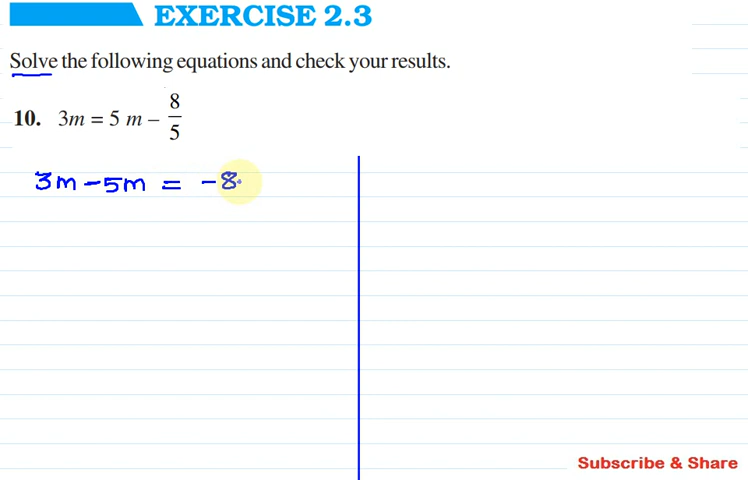 EXERCISE 2.3
Solve the following equations and check your results.
10. 3m = 5 m – 8/5
3m - 5m = - 8
Subscribe & Share